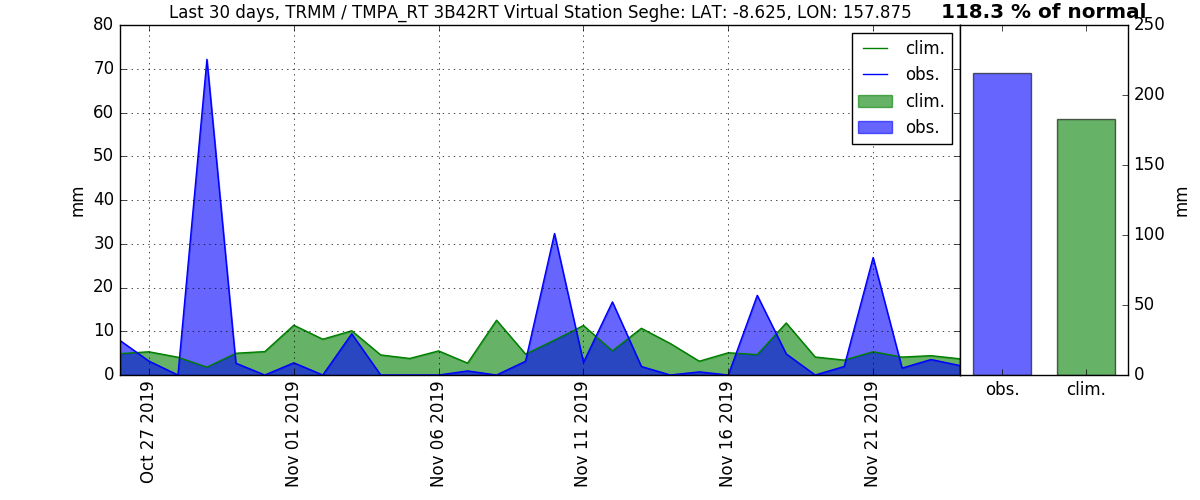 Last 30 days, TRMM / TMPA_RT 3B42RT Virtual Station Seghe: LAT: -8.625, LON: 157.875
118.3 % of normal
80
70
60
50
40
30
20
10
0
mm
clim.
obs.
clim.
obs.
Oct 27 2019
Nov 01 2019
Nov 06 2019
Nov 11 2019
Nov 16 2019
Nov 21 2019
250
200
150
100
50
0
mm
obs.
clim.